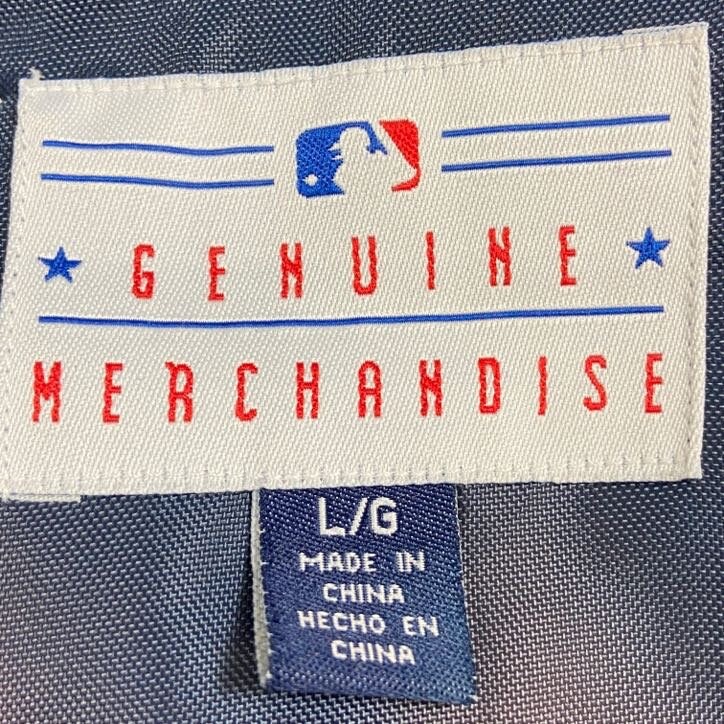 GENUINE
MERCHANDISE
L/G
MADE IN
CHINA
HECHO EN
CHINA